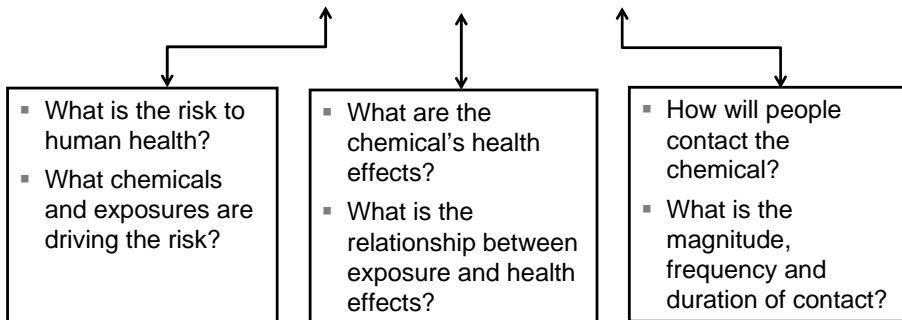 ▪ What is the risk to
human health?
▪ What chemicals
and exposures are
driving the risk?
▪ What are the
chemical’s health
effects?
▪ What is the
relationship between
exposure and health
effects?
▪ How will people
contact the
chemical?
▪ What is the
magnitude,
frequency and
duration of contact?